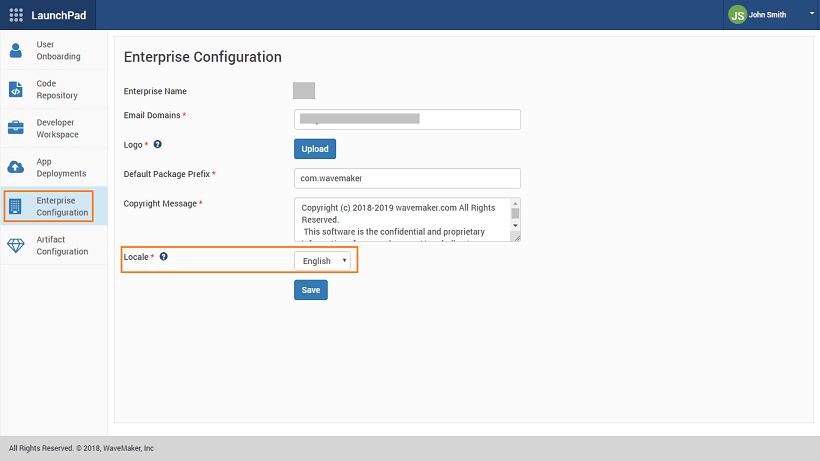 LaunchPad
JS John Smith
User
Onboarding
Code
Repository
Developer
Workspace
App
Deployments
Enterprise
Configuration
Artifact
Configuration
Enterprise Configuration
Enterprise Name
Email Domains *
Logo * ?
Upload
Default Package Prefix *
com.wavemaker
Copyright Message *
Copyright (c) 2018-2019 wavemaker.com All Rights
Reserved.
This software is the confidential and proprietary
Locale * ?
English
Save
All Rights Reserved. © 2018, WaveMaker, Inc